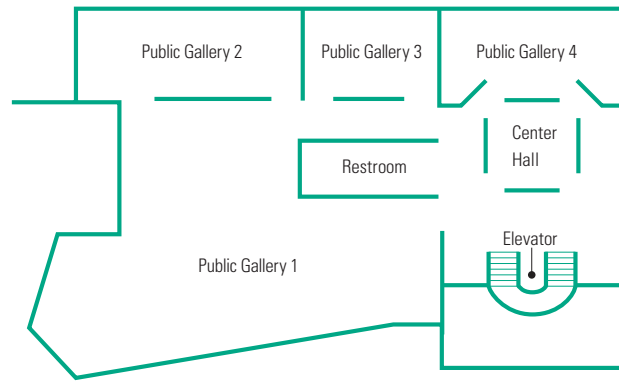 Public Gallery 2
Public Gallery 3
Public Gallery 4
Center
Hall
Restroom
Elevator
Public Gallery 1